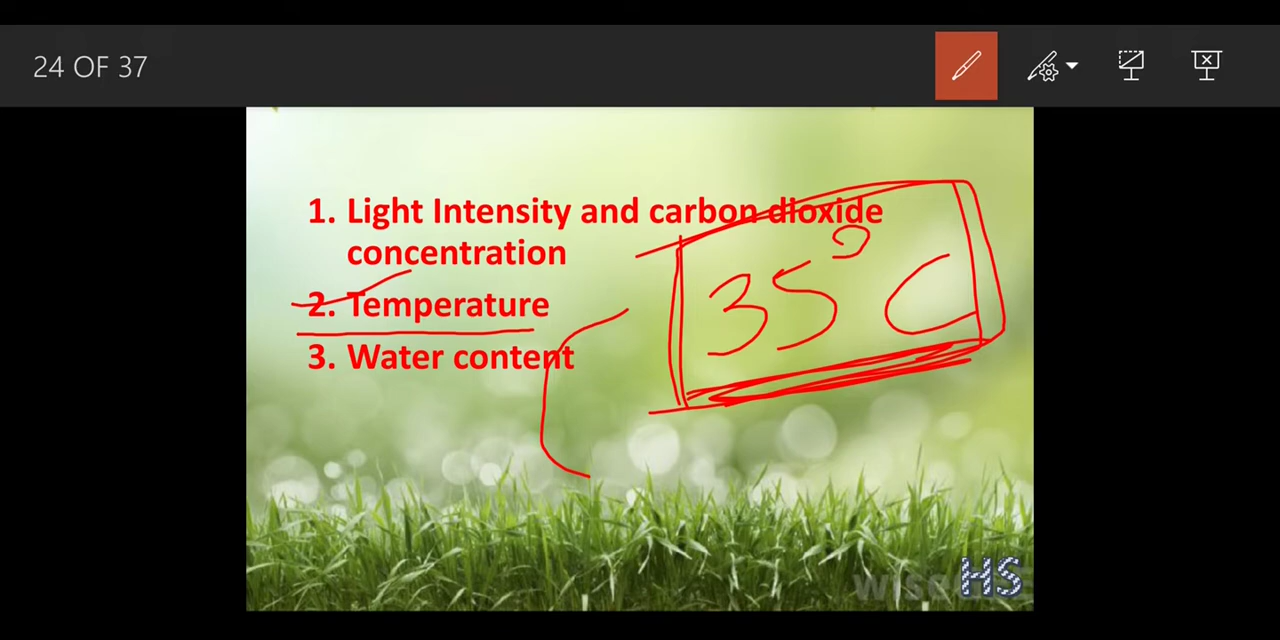 24 OF 37
1. Light Intensity and carbon dioxide
concentration
2. Temperature
3. Water content
35°C
HS